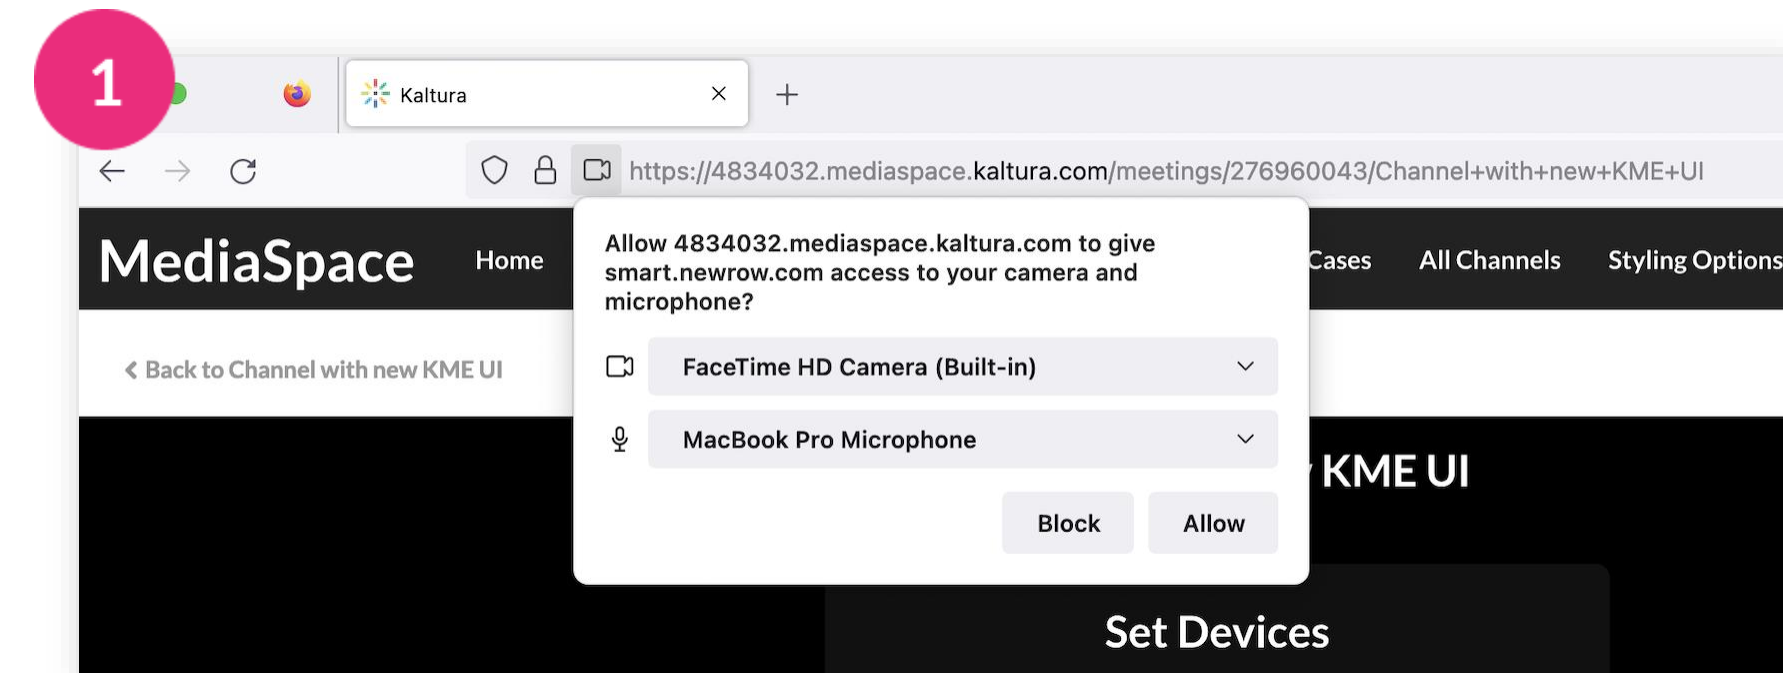 1
Kaltura
https://4834032.mediaspace.kaltura.com/meetings/276960043/Channel+with+new+KME+UI
MediaSpace
Home
Cases
All Channels
Styling Options
Allow 4834032.mediaspace.kaltura.com to give
smart.newrow.com access to your camera and
microphone?
< Back to Channel with new KME UI
FaceTime HD Camera (Built-in)
MacBook Pro Microphone
KME UI
Block
Allow
Set Devices